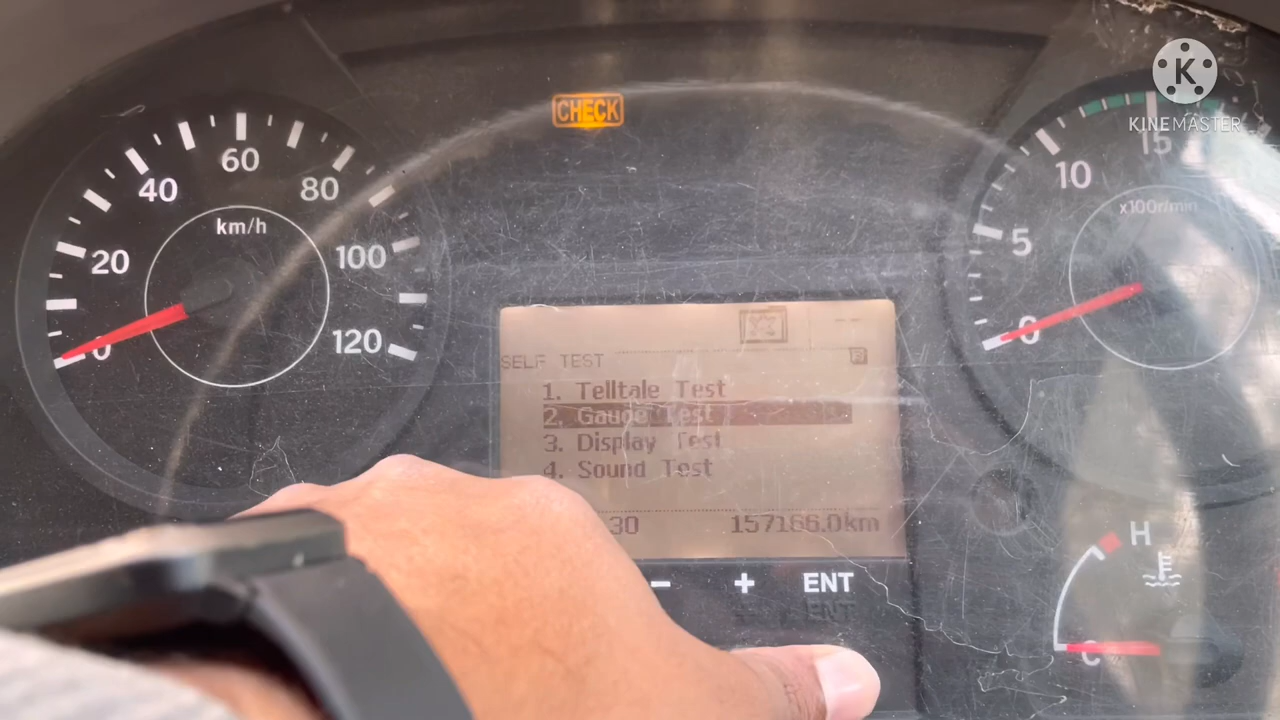 CHECK
K
KINEMASTER
0
20
40
60
80
100
120
km/h
0
5
10
15
x100r/min
SELF TEST
1. Telltale Test
2. Gauge Test
3. Display Test
4. Sound Test
30
157166.0km
- + ENT
H
C